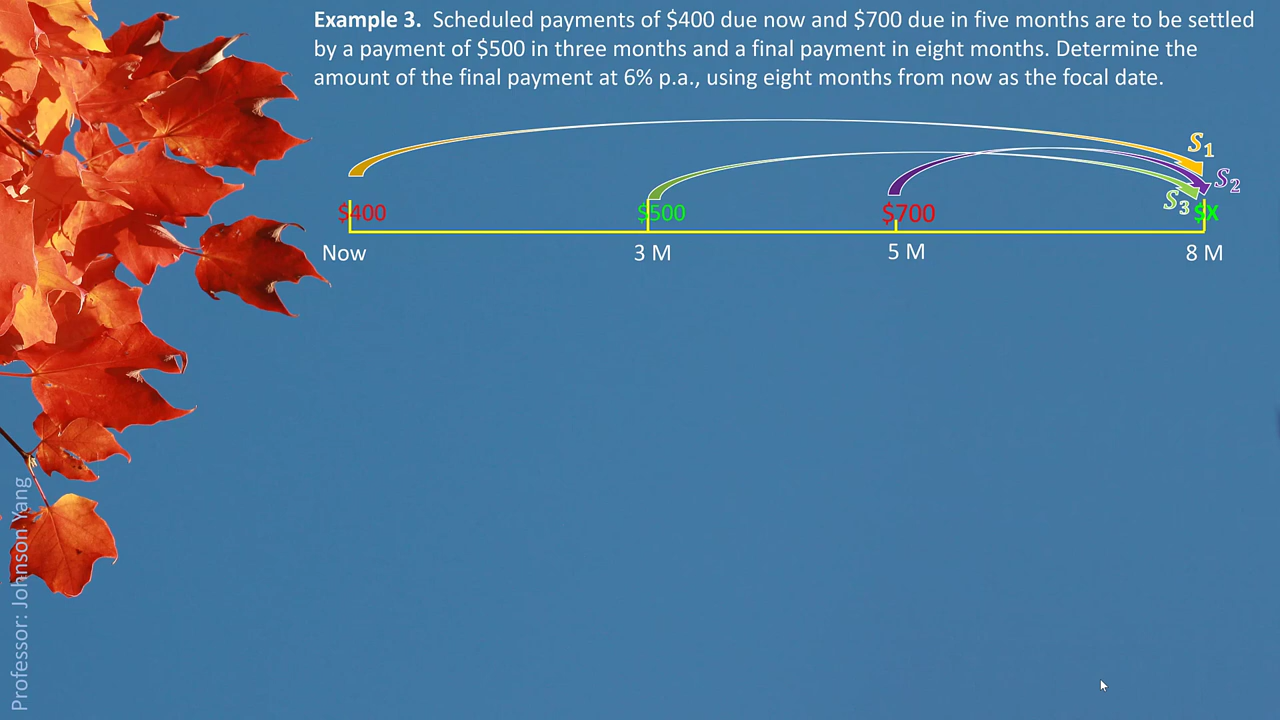 Example 3. Scheduled payments of $400 due now and $700 due in five months are to be settled
by a payment of $500 in three months and a final payment in eight months. Determine the
amount of the final payment at 6% p.a., using eight months from now as the focal date.
S₁
S₂
S₃
$400 $500 $700 $X
Now 3 M 5 M 8 M
Professor: Johnson Yang